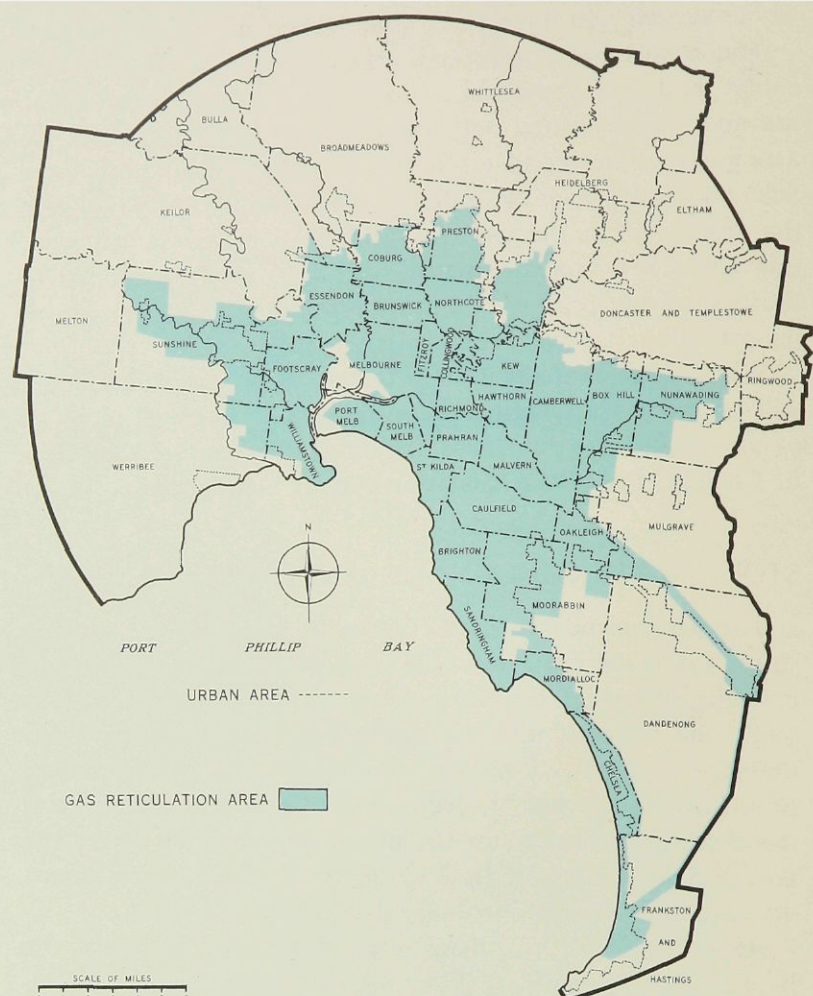 WHITTLESEA
BULLA
BROADMEADOWS
HEIDELBERG
KEILOR
ELTHAM
PRESTON
COBURG
ESSENDON
BRUNSWICK
NORTHCOTE
DONCASTER AND TEMPLESTOWE
MELTON
SUNSHINE
FITZROY
COLLINGWOOD
FOOTSCRAY
MELBOURNE
KEW
RINGWOOD
HAWTHORN
CAMBERWELL
BOX HILL
NUNAWADING
RICHMOND
PORT
MELB
SOUTH
MELB
PRAHRAN
WILLIAMSTOWN
WERRIBEE
ST KILDA
MALVERN
CAULFIELD
MULGRAVE
OAKLEIGH
N
BRIGHTON
MOORABBIN
SANDRINGHAM
PORT PHILLIP BAY
MORDIALLOC
URBAN AREA
DANDENONG
CHELSEA
GAS RETICULATION AREA
FRANKSTON
AND
HASTINGS
SCALE OF MILES